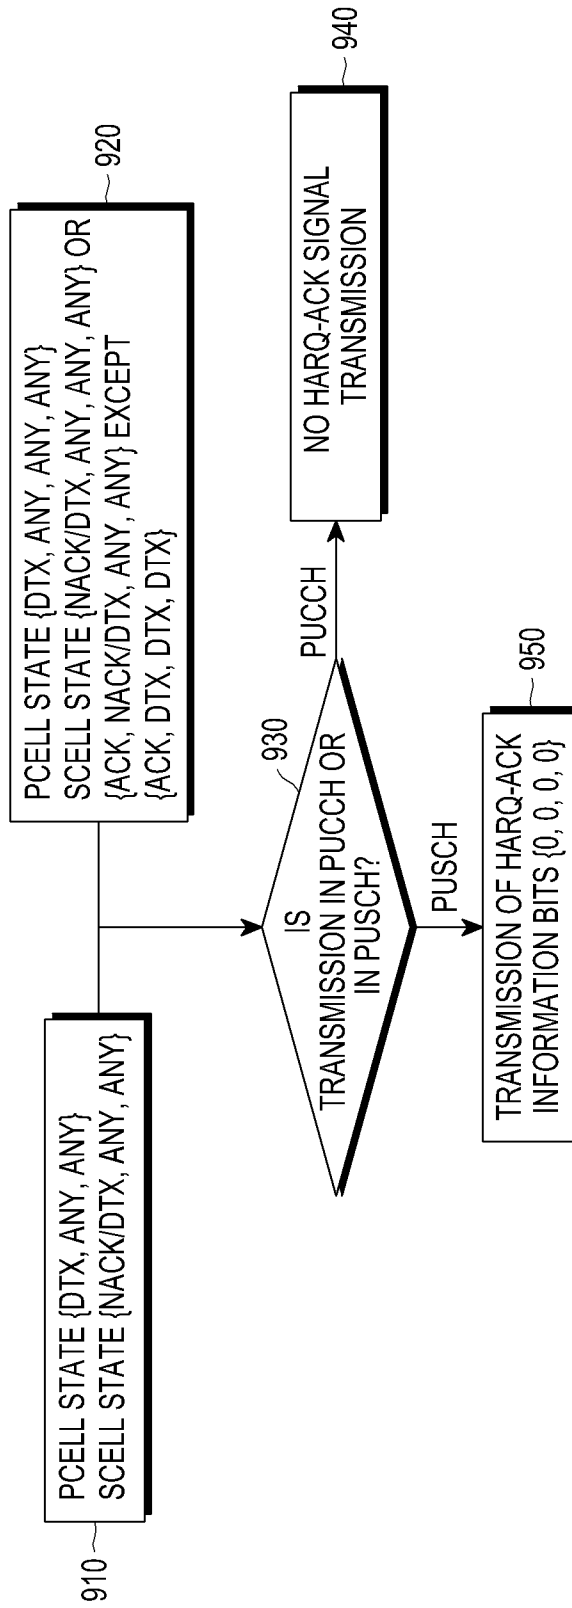 910
PCELL STATE {DTX, ANY, ANY}
SCELL STATE {NACK/DTX, ANY, ANY}
920
PCELL STATE {DTX, ANY, ANY, ANY}
SCELL STATE {NACK/DTX, ANY, ANY, ANY} OR
{ACK, NACK/DTX, ANY, ANY} EXCEPT
{ACK, DTX, DTX, DTX}
930
IS
TRANSMISSION IN PUCCH OR
IN PUSCH?
PUCCH
940
NO HARQ-ACK SIGNAL
TRANSMISSION
PUSCH
950
TRANSMISSION OF HARQ-ACK
INFORMATION BITS {0, 0, 0, 0}